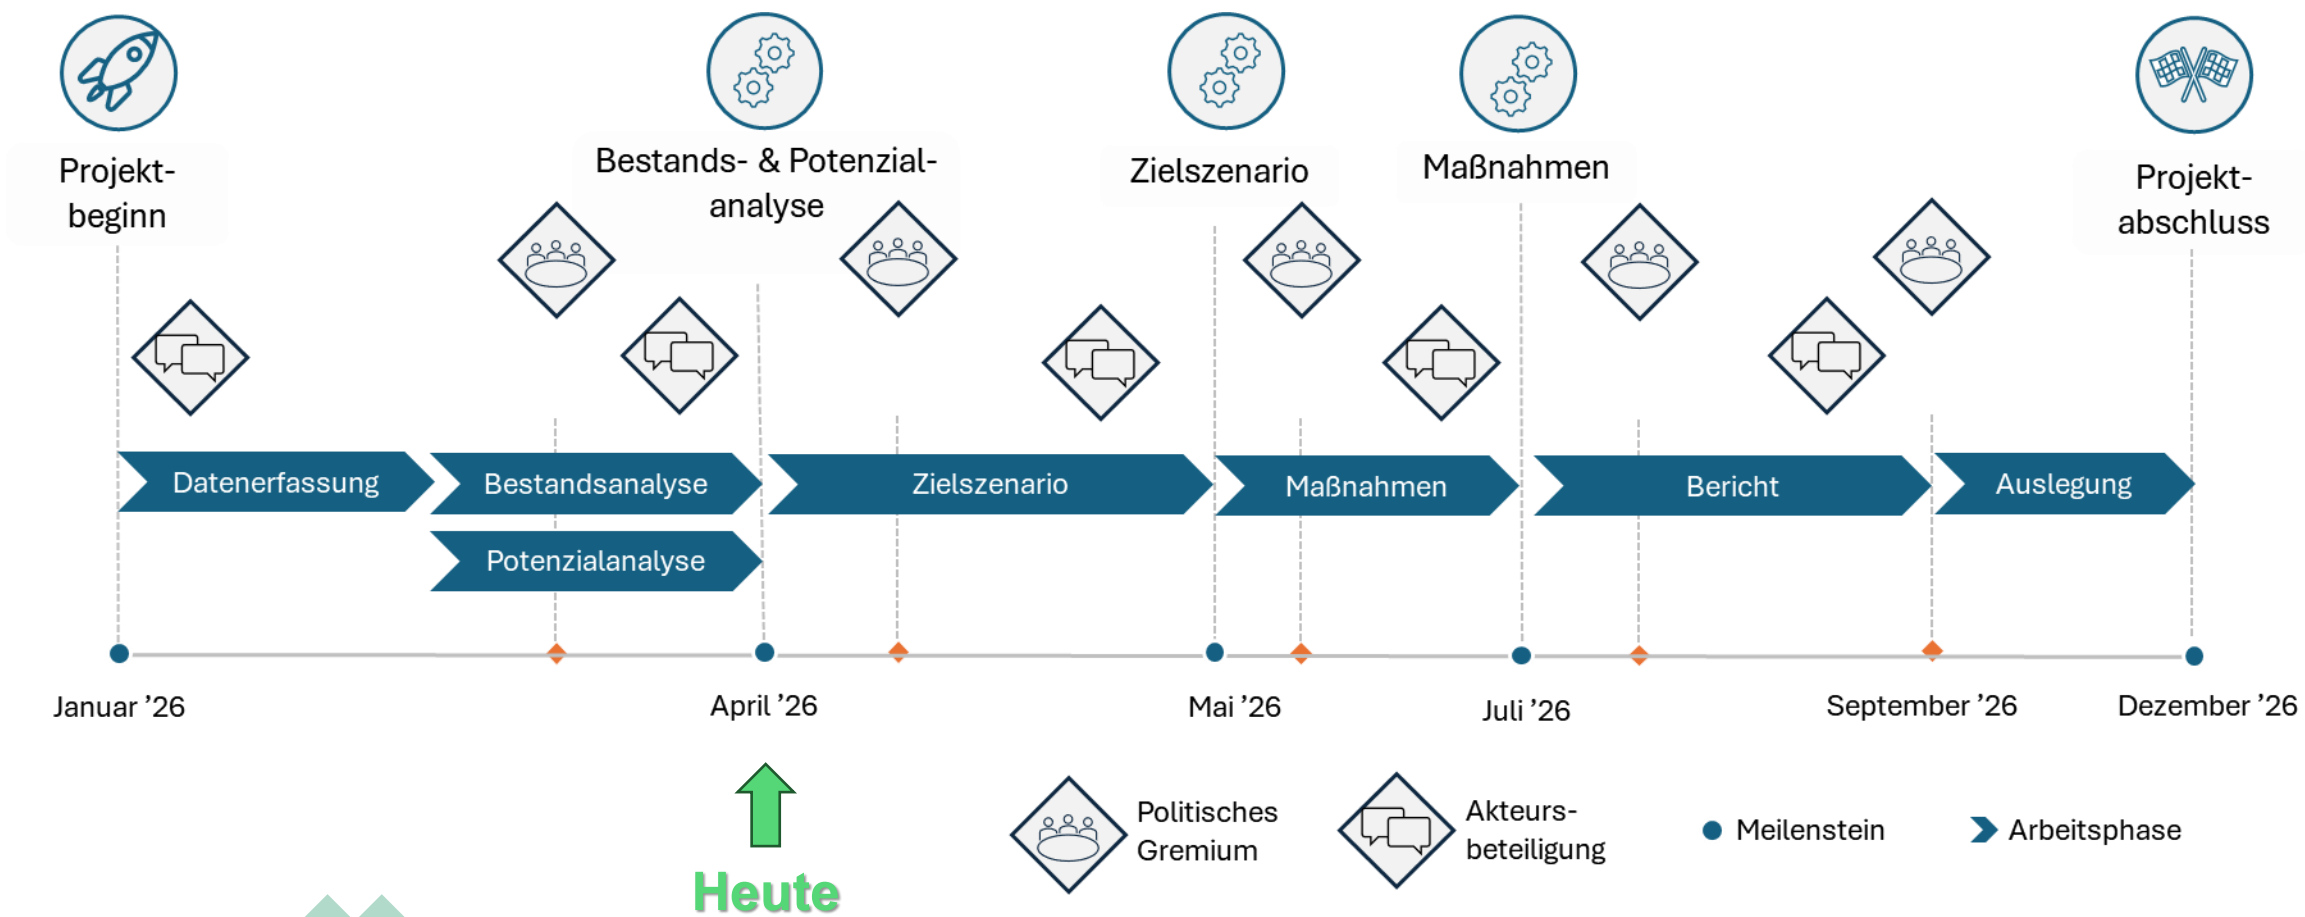 Projekt-
beginn
Bestands- & Potenzial-
analyse
Zielszenario
Maßnahmen
Projekt-
abschluss
Datenerfassung
Bestandsanalyse
Zielszenario
Maßnahmen
Bericht
Auslegung
Potenzialanalyse
Januar ’26
April ’26
Mai ’26
Juli ’26
September ’26
Dezember ’26
Heute
Politisches
Gremium
Akteurs-
beteiligung
Meilenstein
Arbeitsphase